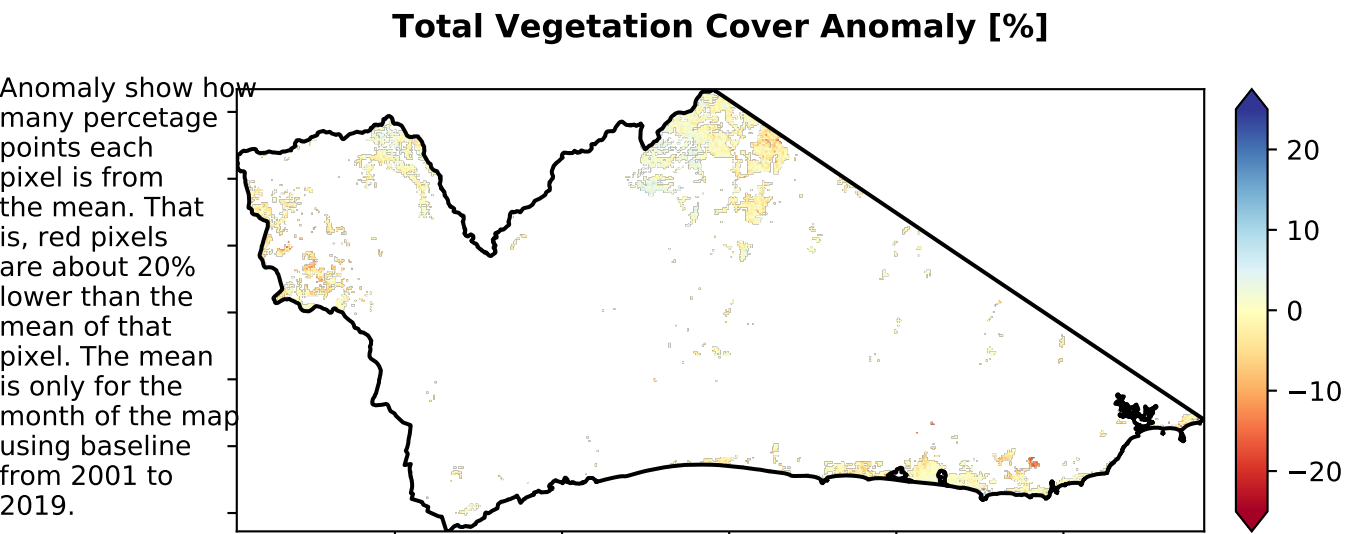 Total Vegetation Cover Anomaly [%]
Anomaly show how
many percetage
points each
pixel is from
the mean. That
is, red pixels
are about 20%
lower than the
mean of that
pixel. The mean
is only for the
month of the map
using baseline
from 2001 to
2019.
20
10
0
−10
−20